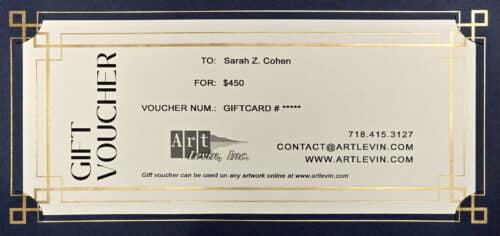 GIFT
VOUCHER
TO: Sarah Z. Cohen
FOR: $450
VOUCHER NUM.: GIFTCARD # *****
Art
Levin, Inc.
718.415.3127
CONTACT@ARTLEVIN.COM
WWW.ARTLEVIN.COM
Gift voucher can be used on any artwork online at www.artlevin.com